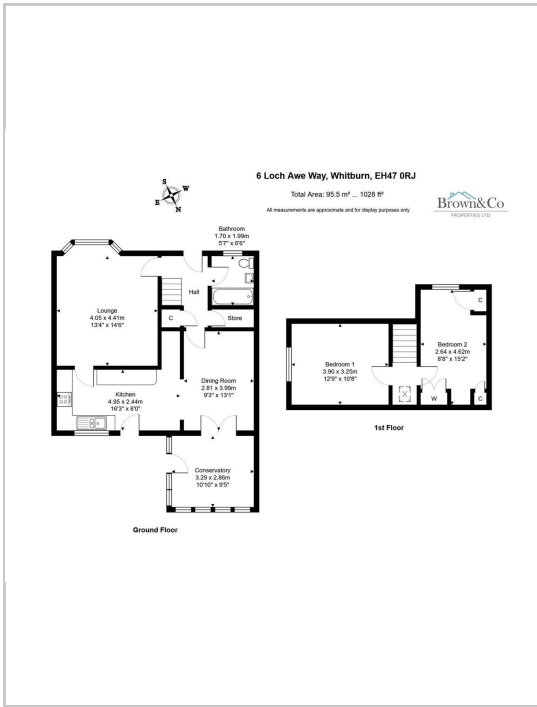 6 Loch Awe Way, Whitburn, EH47 0RJ
Total Area: 95.5 m² ... 1028 ft²
All measurements are approximate and for display purposes only
Brown&Co
PROPERTIES LTD
S
W
E
N
Bathroom
1.70 x 1.99m
5'7" x 6'6"
Hall
Lounge
4.05 x 4.41m
13'4" x 14'6"
C
Store
Kitchen
4.95 x 2.44m
16'3" x 8'0"
Dining Room
2.81 x 3.99m
9'3" x 13'1"
Conservatory
3.29 x 2.86m
10'10" x 9'5"
Ground Floor
C
Bedroom 1
3.90 x 3.25m
12'9" x 10'8"
Bedroom 2
2.64 x 4.62m
8'8" x 15'2"
W
C
1st Floor